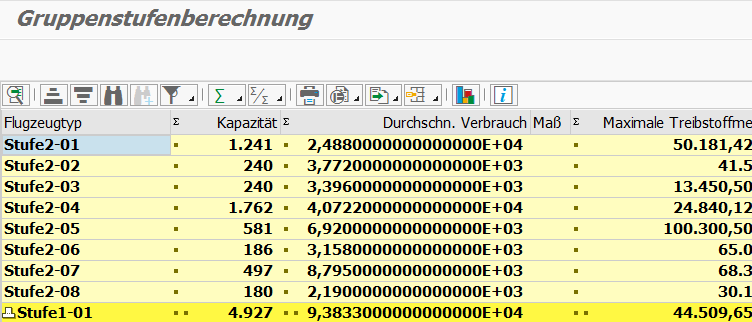 Gruppenstufenberechnung
Flugzeugtyp Σ Kapazität Σ Durchschn. Verbrauch Maß Σ Maximale Treibstoffme
Stufe2-01 1.241 2,4880000000000000E+04 50.181,42
Stufe2-02 240 3,7720000000000000E+03 41.5
Stufe2-03 240 3,3960000000000000E+03 13.450,50
Stufe2-04 1.762 4,0722000000000000E+04 24.840,12
Stufe2-05 581 6,9200000000000000E+03 100.300,50
Stufe2-06 186 3,1580000000000000E+03 65.0
Stufe2-07 497 8,7950000000000000E+03 68.3
Stufe2-08 180 2,1900000000000000E+03 30.1
Stufe1-01 4.927 9,3833000000000000E+04 44.509,65